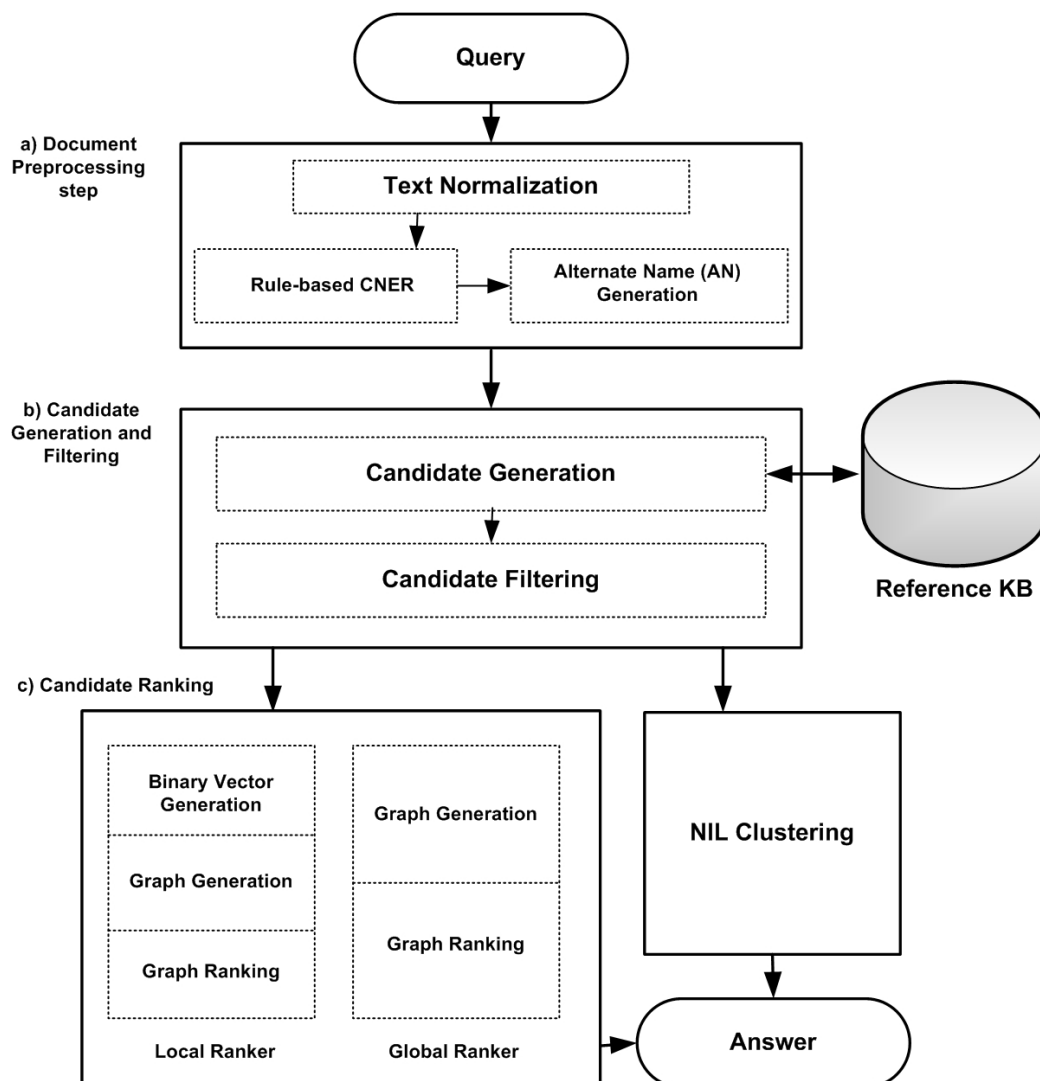 Query
a) Document
Preprocessing
step
Text Normalization
Rule-based CNER
Alternate Name (AN)
Generation
b) Candidate
Generation and
Filtering
Candidate Generation
Candidate Filtering
Reference KB
c) Candidate Ranking
Binary Vector
Generation
Graph Generation
Graph Ranking
Local Ranker
Graph Generation
Graph Ranking
Global Ranker
NIL Clustering
Answer